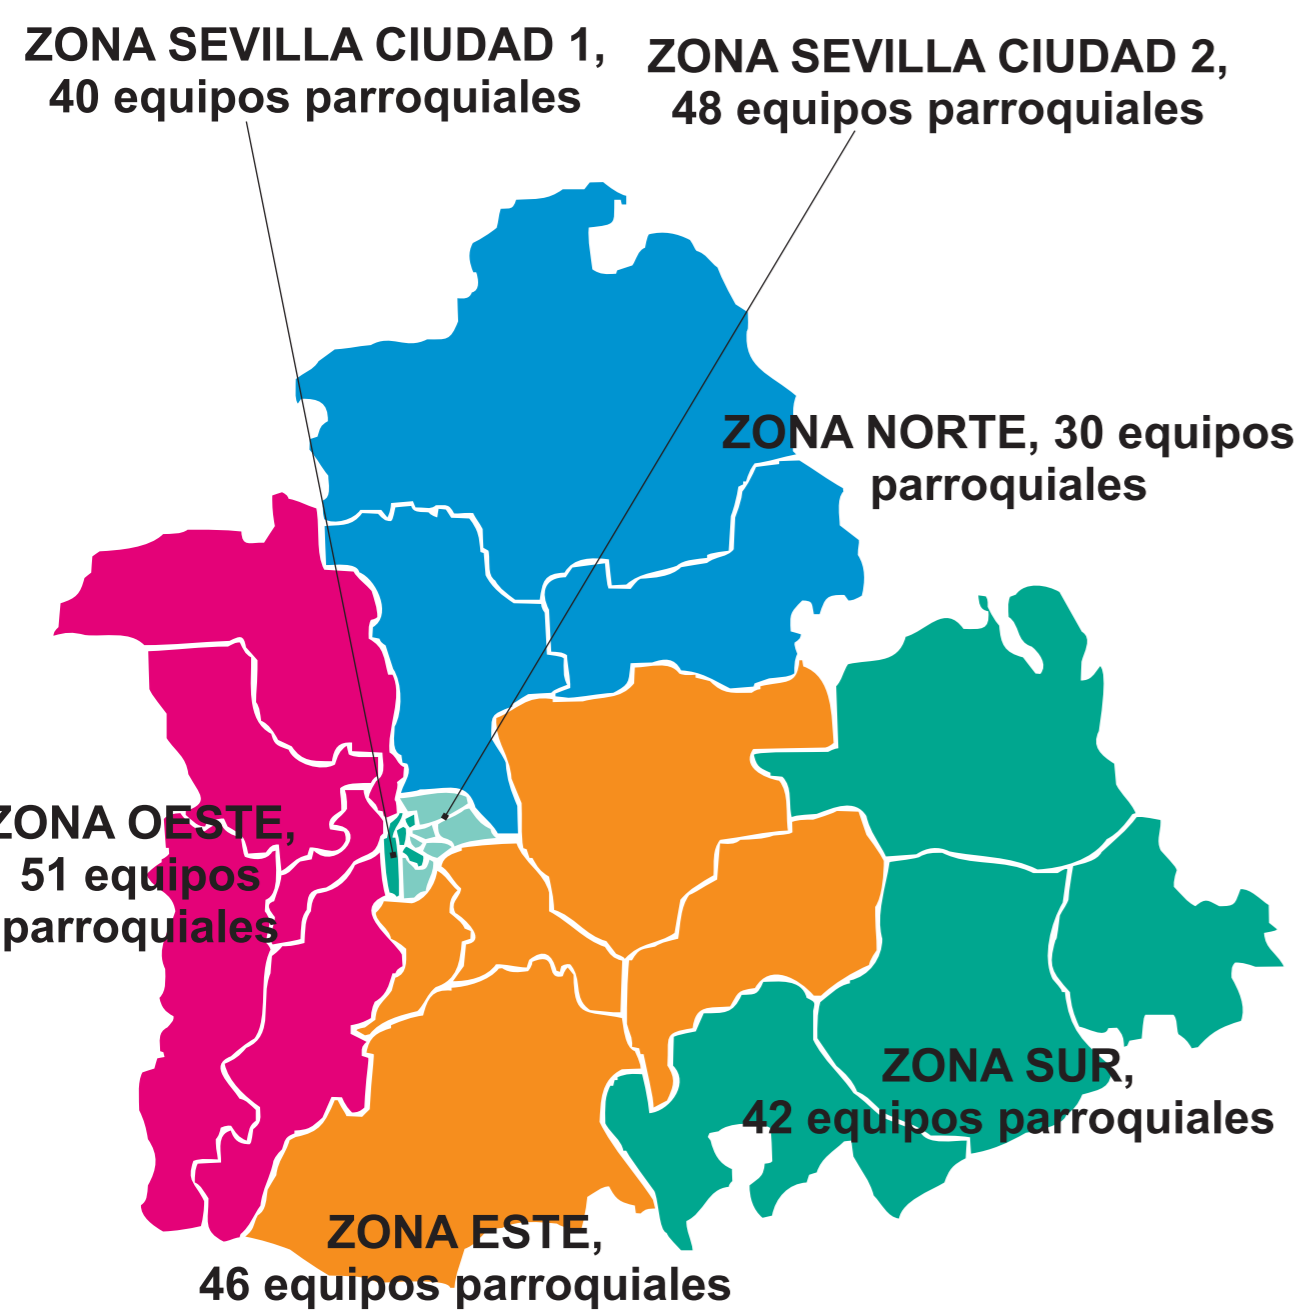 ZONA SEVILLA CIUDAD 1,
40 equipos parroquiales
ZONA SEVILLA CIUDAD 2,
48 equipos parroquiales
ZONA NORTE, 30 equipos
parroquiales
ZONA OESTE,
51 equipos
parroquiales
ZONA SUR,
42 equipos parroquiales
ZONA ESTE,
46 equipos parroquiales